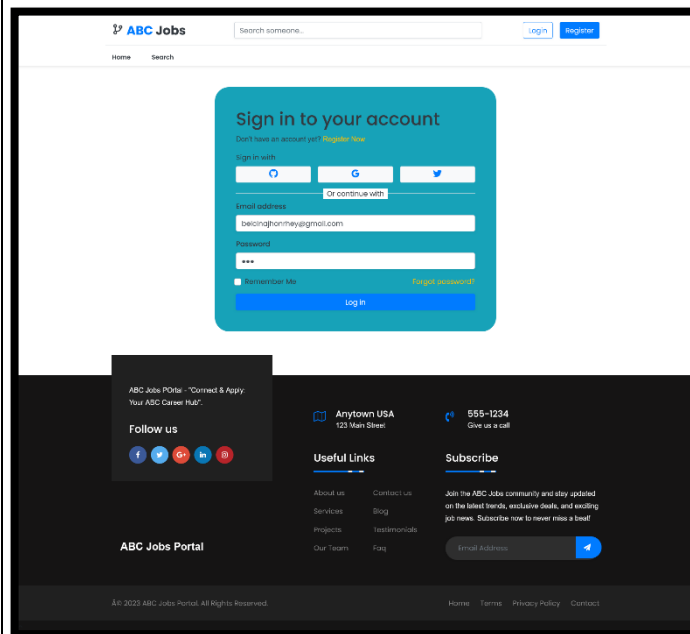 ABC Jobs
Search someone...
Login
Register
Home
Search
Sign in to your account
Don't have an account yet? Register Now
Sign in with
Or continue with
Email address
belcinajhonmey@gmail.com
Password
•••
Remember Me
Forgot password?
Log in
ABC Jobs POrtal - "Connect & Apply:
Your ABC Career Hub".
Follow us
Anytown USA
123 Main Street
555-1234
Give us a call
Useful Links
About us
Contact us
Services
Blog
Projects
Testimonials
Our Team
Faq
Subscribe
Join the ABC Jobs community and stay updated
on the latest trends, exclusive deals, and exciting
job news. Subscribe now to never miss a beat!
Email Address
ABC Jobs Portal
Â© 2023 ABC Jobs Portal. All Rights Reserved.
Home
Terms
Privacy Policy
Contact